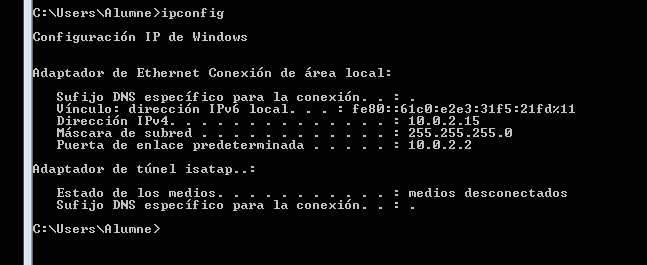 C:\Users\Alumne>ipconfig
Configuración IP de Windows
Adaptador de Ethernet Conexión de área local:
Sufijo DNS específico para la conexión. . : .
Vínculo: dirección IPv6 local. . . : fe80::61c0:e2e3:31f5:21fd%11
Dirección IPv4. . . . . . . . . . . . . . : 10.0.2.15
Máscara de subred . . . . . . . . . . . . : 255.255.255.0
Puerta de enlace predeterminada . . . . . : 10.0.2.2
Adaptador de túnel isatap..:
Estado de los medios. . . . . . . . . . . : medios desconectados
Sufijo DNS específico para la conexión. . : .
C:\Users\Alumne>